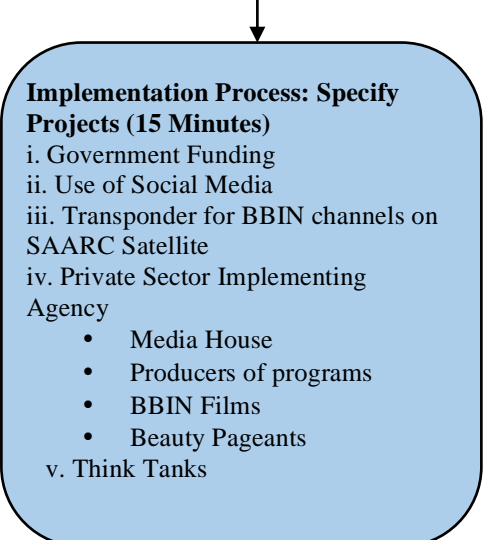 Implementation Process: Specify
Projects (15 Minutes)
i. Government Funding
ii. Use of Social Media
iii. Transponder for BBIN channels on
SAARC Satellite
iv. Private Sector Implementing
Agency
• Media House
• Producers of programs
• BBIN Films
• Beauty Pageants
v. Think Tanks